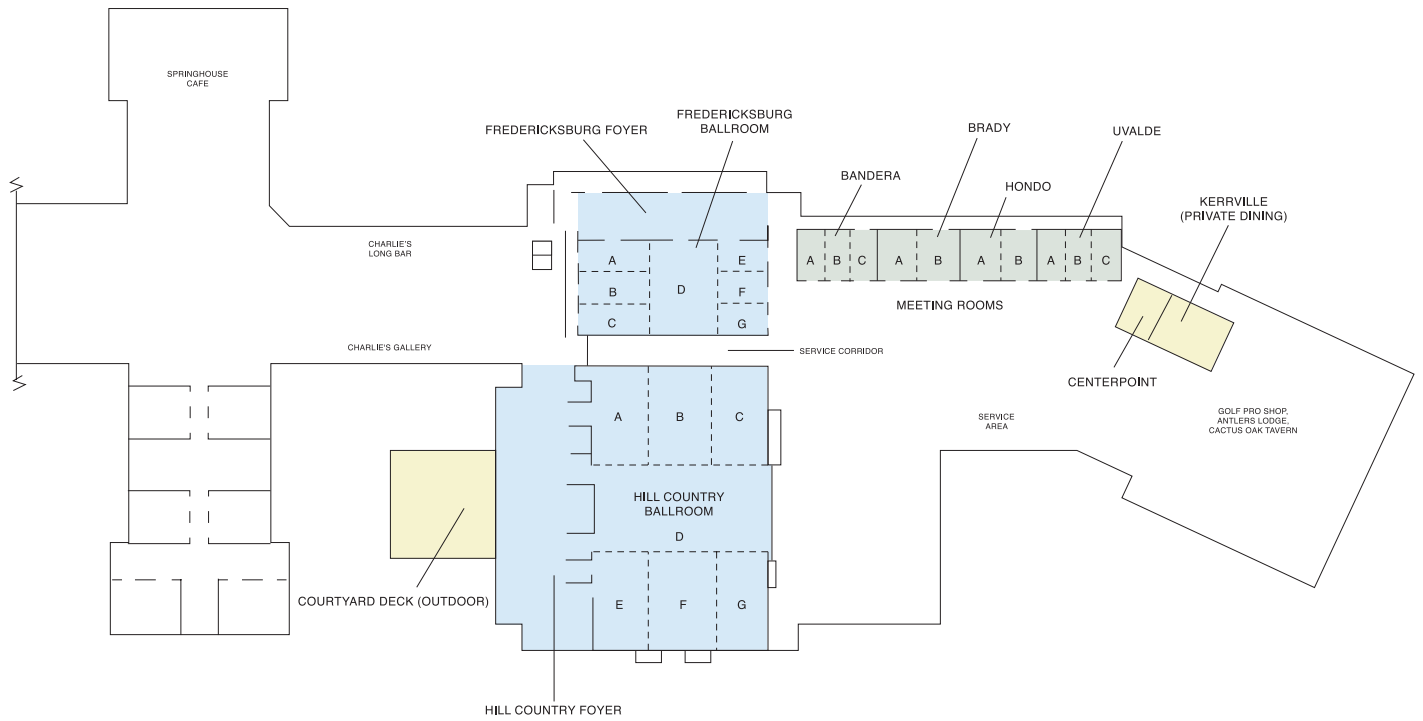 SPRINGHOUSE
CAFE
FREDERICKSBURG
BALLROOM
FREDERICKSBURG FOYER
BRADY
UVALDE
BANDERA
HONDO
KERRVILLE
(PRIVATE DINING)
CHARLIE'S
LONG BAR
A
B
C
D
E
F
G
A B C A B A B A B C
MEETING ROOMS
CHARLIE'S GALLERY
SERVICE CORRIDOR
CENTERPOINT
GOLF PRO SHOP,
ANTLERS LODGE,
CACTUS OAK TAVERN
SERVICE
AREA
A B C
HILL COUNTRY
BALLROOM
D
E F G
COURTYARD DECK (OUTDOOR)
HILL COUNTRY FOYER